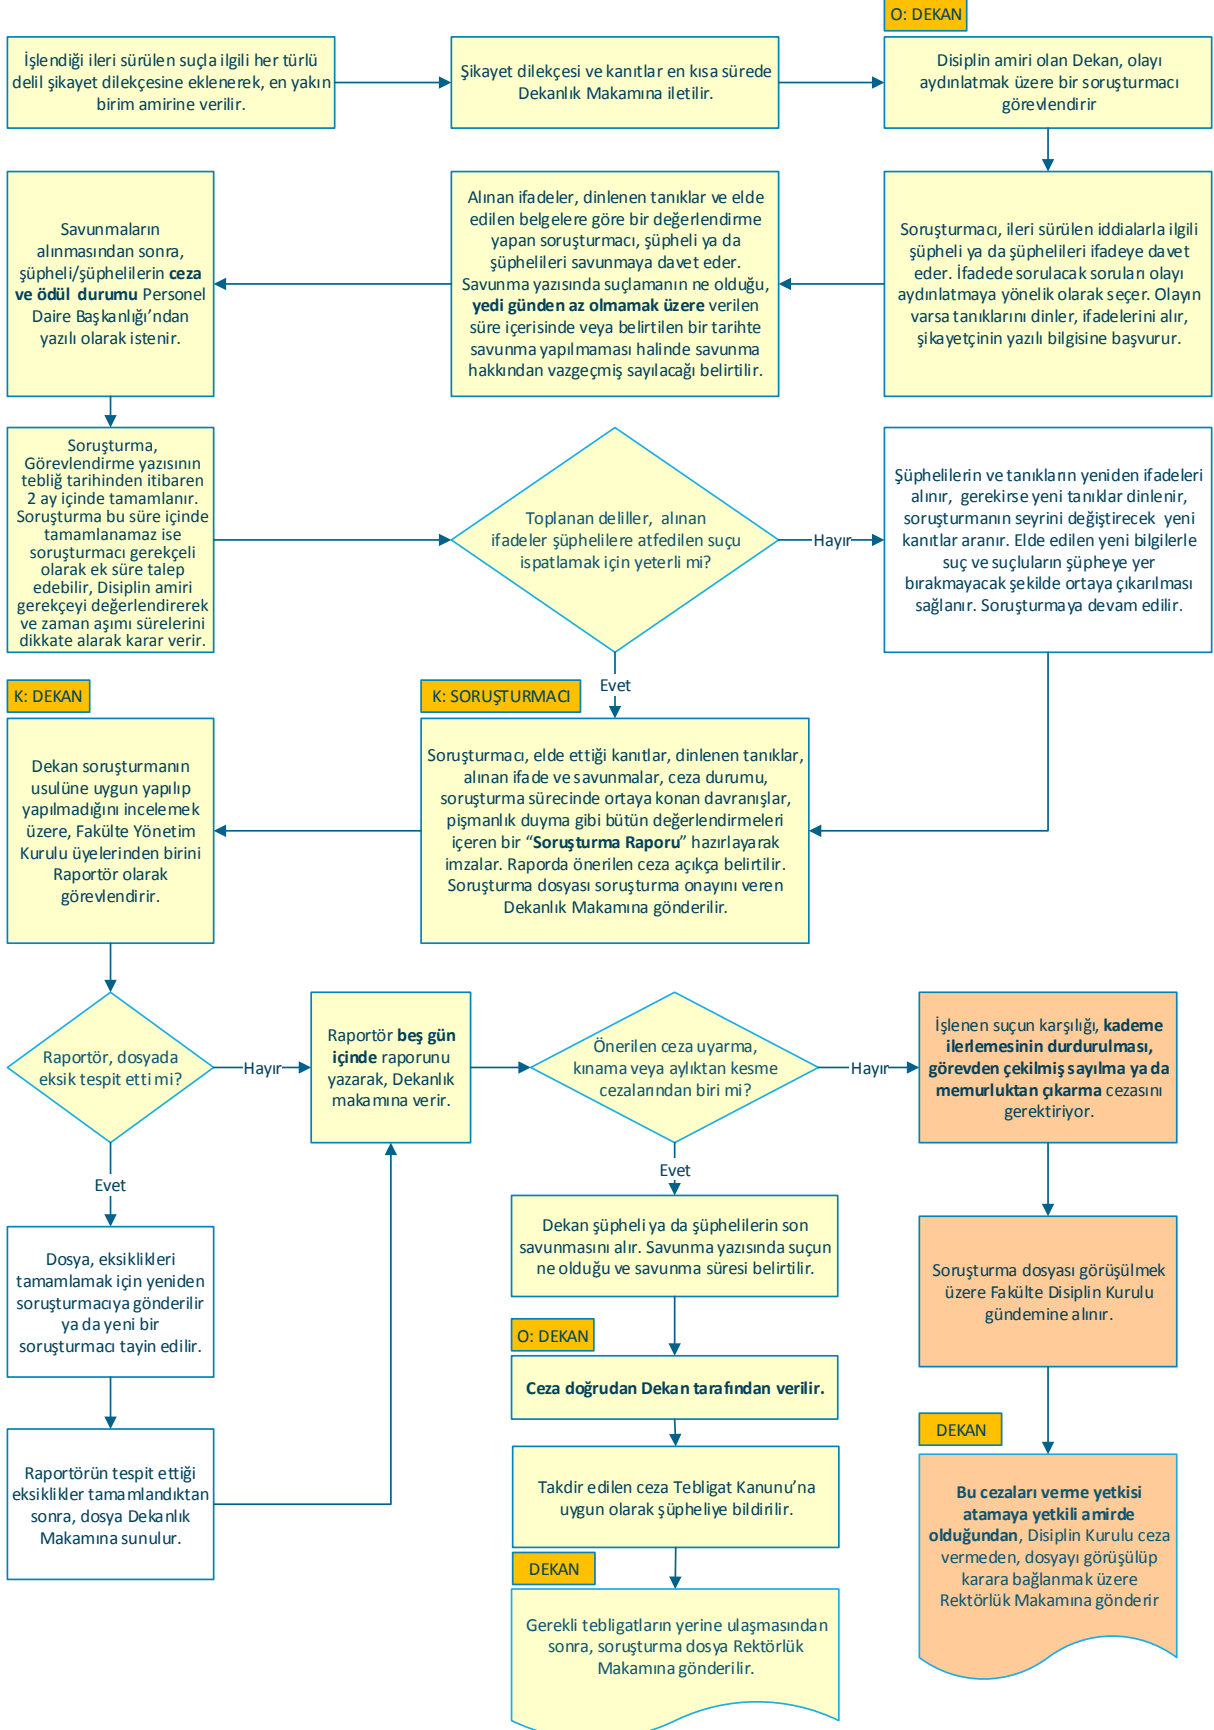 O: DEKAN
İşlendiği ileri sürülen suçla ilgili her türlü
delil şikayet dilekçesine eklenerek, en yakın
birim amirine verilir.
Şikayet dilekçesi ve kanıtlar en kısa sürede
Dekanlık Makamına iletilir.
Disiplin amiri olan Dekan, olayı
aydınlatmak üzere bir soruşturmacı
görevlendirir
Soruşturmacı, ileri sürülen iddialarla ilgili
şüpheli ya da şüphelileri ifadeye davet
eder. İfadede sorulacak soruları olayı
aydınlatmaya yönelik olarak seçer. Olayın
varsa tanıklarını dinler, ifadelerini alır,
şikayetçinin yazılı bilgisine başvurur.
Alınan ifadeler, dinlenen tanıklar ve elde
edilen belgelere göre bir değerlendirme
yapan soruşturmacı, şüpheli ya da
şüphelileri savunmaya davet eder.
Savunma yazısında suçlamanın ne olduğu,
yedi günden az olmamak üzere verilen
süre içerisinde veya belirtilen bir tarihte
savunma yapılmaması halinde savunma
hakkından vazgeçmiş sayılacağı belirtilir.
Savunmaların
alınmasından sonra,
şüpheli/şüphelilerin ceza
ve ödül durumu Personel
Daire Başkanlığı’ndan
yazılı olarak istenir.
Soruşturma,
Görevlendirme yazısının
tebliğ tarihinden itibaren
2 ay içinde tamamlanır.
Soruşturma bu süre içinde
tamamlanamaz ise
soruşturmacı gerekçeli
olarak ek süre talep
edebilir, Disiplin amiri
gerekçeyi değerlendirerek
ve zaman aşımı sürelerini
dikkate alarak karar verir.
Toplanan deliller, alınan
ifadeler şüphelilere atfedilen suçu
ispatlamak için yeterli mi?
Hayır
Şüphelilerin ve tanıkların yeniden ifadeleri
alınır, gerekirse yeni tanıklar dinlenir,
soruşturmanın seyrini değiştirecek yeni
kanıtlar aranır. Elde edilen yeni bilgilerle
suç ve suçluların şüpheye yer
bırakmayacak şekilde ortaya çıkarılması
sağlanır. Soruşturmaya devam edilir.
Evet
K: SORUŞTURMACI
Soruşturmacı, elde ettiği kanıtlar, dinlenen tanıklar,
alınan ifade ve savunmalar, ceza durumu,
soruşturma sürecinde ortaya konan davranışlar,
pişmanlık duyma gibi bütün değerlendirmeleri
içeren bir “Soruşturma Raporu” hazırlayarak
imzalar. Raporda önerilen ceza açıkça belirtilir.
Soruşturma dosyası soruşturma onayını veren
Dekanlık Makamına gönderilir.
K: DEKAN
Dekan soruşturmanın
usulüne uygun yapılıp
yapılmadığını incelemek
üzere, Fakülte Yönetim
Kurulu üyelerinden birini
Raportör olarak
görevlendirir.
Raportör, dosyada
eksik tespit etti mi?
Hayır
Raportör beş gün
içinde raporunu
yazarak, Dekanlık
makamına verir.
Önerilen ceza uyarma,
kınama veya aylıktan kesme
cezalarından biri mi?
Hayır
İşlenen suçun karşılığı, kademe
ilerlemesinin durdurulması,
görevden çekilmiş sayılma ya da
memurluktan çıkarma cezasını
gerektiriyor.
Evet
Dosya, eksiklikleri
tamamlamak için yeniden
soruşturmacıya gönderilir
ya da yeni bir
soruşturmacı tayin edilir.
Raportörün tespit ettiği
eksiklikler tamamlandıktan
sonra, dosya Dekanlık
Makamına sunulur.
Evet
Dekan şüpheli ya da şüphelilerin son
savunmasını alır. Savunma yazısında suçun
ne olduğu ve savunma süresi belirtilir.
O: DEKAN
Ceza doğrudan Dekan tarafından verilir.
Takdir edilen ceza Tebligat Kanunu’na
uygun olarak şüpheliye bildirilir.
DEKAN
Gerekli tebligatların yerine ulaşmasından
sonra, soruşturma dosya Rektörlük
Makamına gönderilir.
Soruşturma dosyası görüşülmek
üzere Fakülte Disiplin Kurulu
gündemine alınır.
DEKAN
Bu cezaları verme yetkisi
atamaya yetkili amirde
olduğundan, Disiplin Kurulu ceza
vermeden, dosyayı görüşülüp
karara bağlanmak üzere
Rektörlük Makamına gönderir